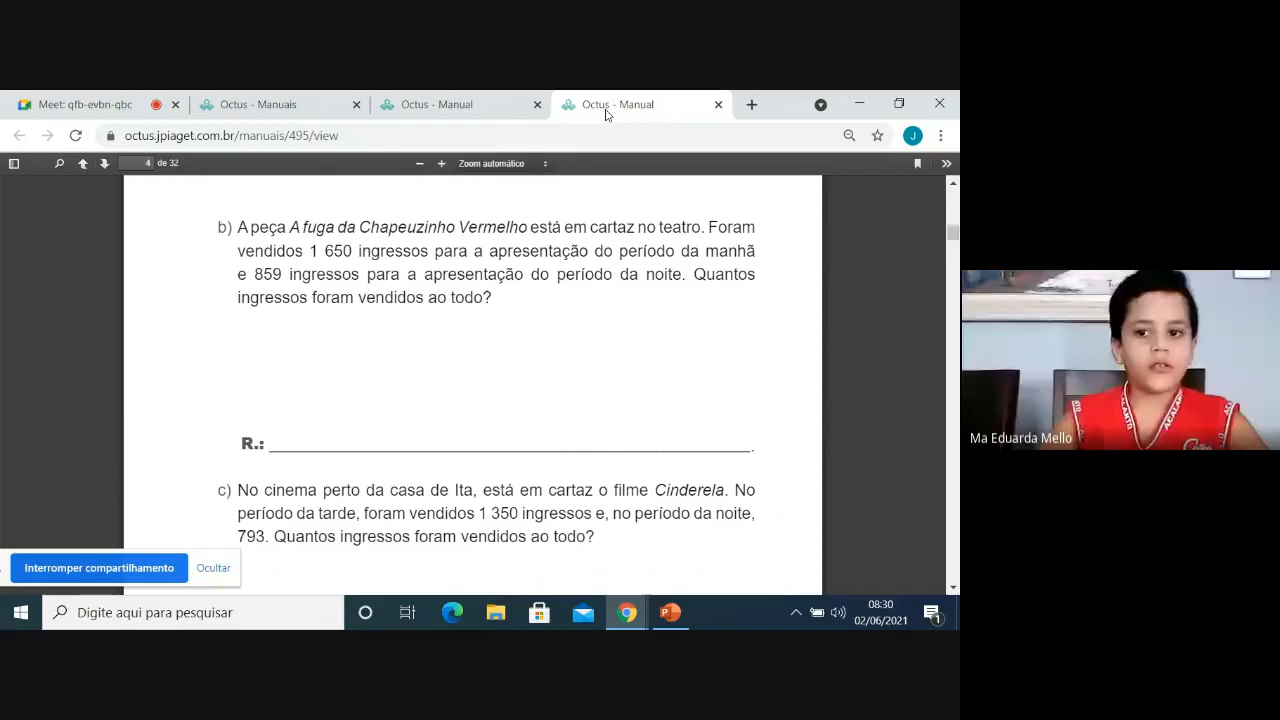 Meet: qfb-evbn-qbc
Octus - Manuais
Octus - Manual
Octus - Manual
octus.jpiaget.com.br/manuais/495/view
J
4 de 32
Zoom automático
b) A peça A fuga da Chapeuzinho Vermelho está em cartaz no teatro. Foram
vendidos 1 650 ingressos para a apresentação do período da manhã
e 859 ingressos para a apresentação do período da noite. Quantos
ingressos foram vendidos ao todo?
R.: ______________________________.
c) No cinema perto da casa de Ita, está em cartaz o filme Cinderela. No
período da tarde, foram vendidos 1 350 ingressos e, no período da noite,
793. Quantos ingressos foram vendidos ao todo?
Interromper compartilhamento
Ocultar
Digite aqui para pesquisar
08:30
02/06/2021
1
ACALANTO
Ma Eduarda Mello